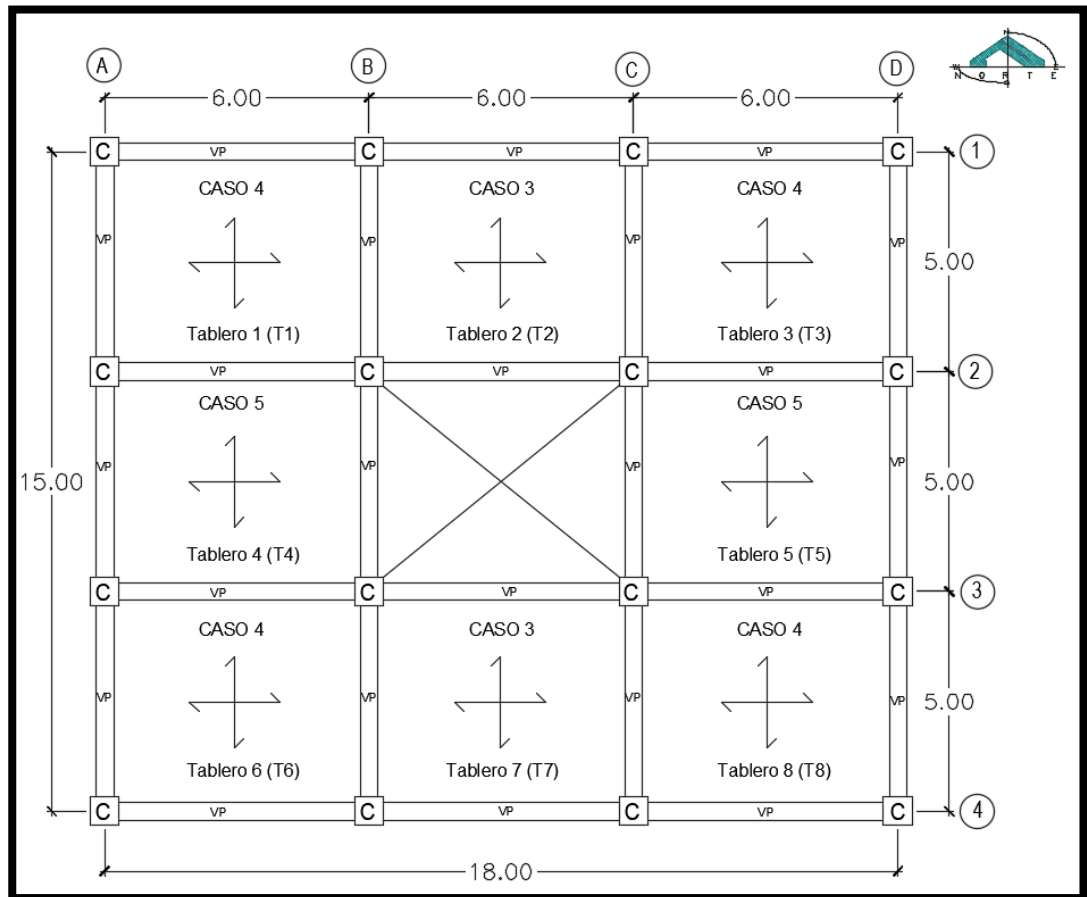 A B C D
N
W E
N O R T E
6.00 6.00 6.00
C VP C VP C VP C 1
CASO 4 CASO 3 CASO 4
VP VP VP VP
5.00
Tablero 1 (T1) Tablero 2 (T2) Tablero 3 (T3)
C VP C VP C VP C 2
CASO 5 CASO 5
VP VP VP VP
15.00 5.00
Tablero 4 (T4) Tablero 5 (T5)
C VP C VP C VP C 3
CASO 4 CASO 3 CASO 4
VP VP VP VP 5.00
Tablero 6 (T6) Tablero 7 (T7) Tablero 8 (T8)
C VP C VP C VP C 4
18.00